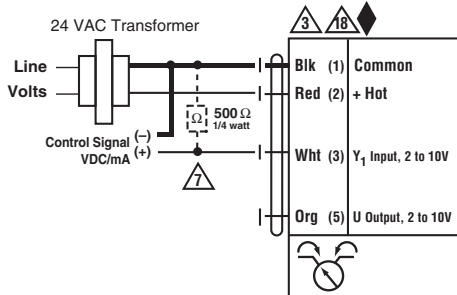 24 VAC Transformer
3 18
Line
Blk (1) Common
Volts
Red (2) + Hot
Ω 500 Ω
1/4 watt
Control Signal (–)
VDC/mA (+)
Wht (3) Y1 Input, 2 to 10V
7
Org (5) U Output, 2 to 10V